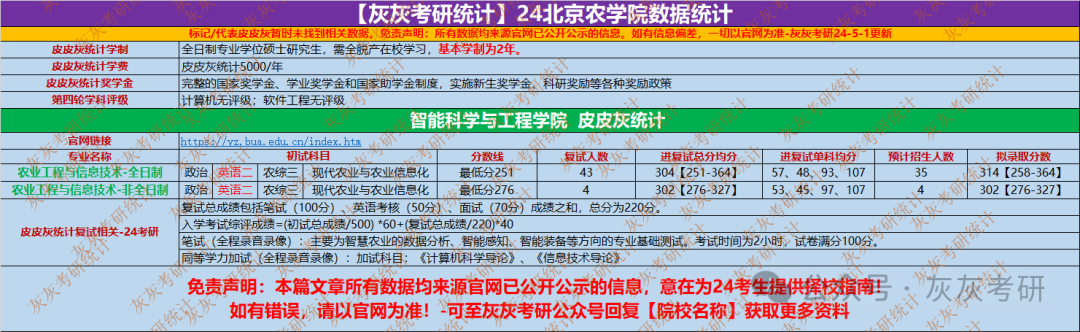 【灰灰考研统计】24北京农学院数据统计
标记/代表皮皮灰暂时未找到相关数据。免责声明：所有数据均来源官网已公开公示的信息。如有信息偏差，一切以官网为准-灰灰考研24-5-1更新
皮皮灰统计学制 全日制专业学位硕士研究生，需全脱产在校学习，基本学制为2年。
皮皮灰统计学费 皮皮灰统计5000/年
皮皮灰统计奖学金 完整的国家奖学金、学业奖学金和国家助学金制度，实施新生奖学金、科研奖励等各种奖励政策
第四轮学科评级 计算机无评级；软件工程无评级
智能科学与工程学院 皮皮灰统计
官网链接 https://yz.bua.edu.cn/index.htm
专业名称 初试科目 分数线 复试人数 进复试总分均分 进复试单科均分 预计招生人数 拟录取分数
农业工程与信息技术-全日制 政治 英语二 农综三 现代农业与农业信息化 最低分251 43 304【251-364】 57、48、93、107 35 314【258-364】
农业工程与信息技术-非全日制 政治 英语二 农综三 现代农业与农业信息化 最低分276 4 302【276-327】 53、45、97、107 4 302【276-327】
皮皮灰统计复试相关-24考研
复试总成绩包括笔试（100分）、英语考核（50分）、面试（70分）成绩之和，总分为220分。
入学考试综评成绩=(初试总成绩/500) *60+(复试总成绩/220)*40
笔试（全程录音录像）：主要为智慧农业的数据分析、智能感知、智能装备等方向的专业基础测试。考试时间为2小时，试卷满分100分。
同等学力加试（全程录音录像）：加试科目：《计算机科学导论》、《信息技术导论》
免责声明：本篇文章所有数据均来源官网已公开公示的信息，意在为24考生提供择校指南！
如有错误，请以官网为准！-可至灰灰考研公众号回复【院校名称】获取更多资料
公众号 · 灰灰考研
灰灰考研统计